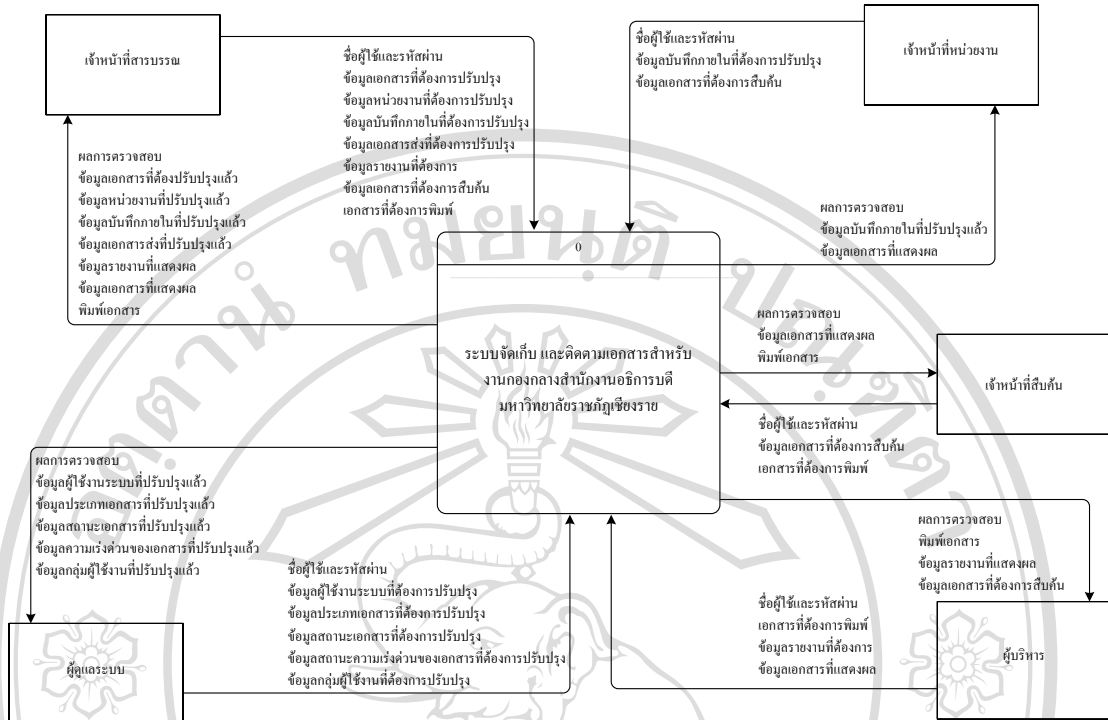 เจ้าหน้าที่สารบรรณ
ชื่อผู้ใช้และรหัสผ่าน
ข้อมูลเอกสารที่ต้องการปรับปรุง
ข้อมูลหน่วยงานที่ต้องการปรับปรุง
ข้อมูลบันทึกภายในที่ต้องการปรับปรุง
ข้อมูลเอกสารส่งที่ต้องการปรับปรุง
ข้อมูลรายงานที่ต้องการ
ข้อมูลเอกสารที่ต้องการสืบค้น
เอกสารที่ต้องการพิมพ์
ชื่อผู้ใช้และรหัสผ่าน
ข้อมูลบันทึกภายในที่ต้องการปรับปรุง
ข้อมูลเอกสารที่ต้องการสืบค้น
เจ้าหน้าที่หน่วยงาน
ผลการตรวจสอบ
ข้อมูลเอกสารที่ต้องปรับปรุงแล้ว
ข้อมูลหน่วยงานที่ปรับปรุงแล้ว
ข้อมูลบันทึกภายในที่ปรับปรุงแล้ว
ข้อมูลเอกสารส่งที่ปรับปรุงแล้ว
ข้อมูลรายงานที่แสดงผล
ข้อมูลเอกสารที่แสดงผล
พิมพ์เอกสาร
ผลการตรวจสอบ
ข้อมูลบันทึกภายในที่ปรับปรุงแล้ว
ข้อมูลเอกสารที่แสดงผล
0
ระบบจัดเก็บ และติดตามเอกสารสำหรับ
งานกองกลางสำนักงานอธิการบดี
มหาวิทยาลัยราชภัฏเชียงราย
ผลการตรวจสอบ
ข้อมูลเอกสารที่แสดงผล
พิมพ์เอกสาร
เจ้าหน้าที่สืบค้น
ชื่อผู้ใช้และรหัสผ่าน
ข้อมูลเอกสารที่ต้องการสืบค้น
เอกสารที่ต้องการพิมพ์
ผลการตรวจสอบ
ข้อมูลผู้ใช้งานระบบที่ปรับปรุงแล้ว
ข้อมูลประเภทเอกสารที่ปรับปรุงแล้ว
ข้อมูลสถานะเอกสารที่ปรับปรุงแล้ว
ข้อมูลความเร่งด่วนของเอกสารที่ปรับปรุงแล้ว
ข้อมูลกลุ่มผู้ใช้งานที่ปรับปรุงแล้ว
ชื่อผู้ใช้และรหัสผ่าน
ข้อมูลผู้ใช้งานระบบที่ต้องการปรับปรุง
ข้อมูลประเภทเอกสารที่ต้องการปรับปรุง
ข้อมูลสถานะเอกสารที่ต้องการปรับปรุง
ข้อมูลสถานะความเร่งด่วนของเอกสารที่ต้องการปรับปรุง
ข้อมูลกลุ่มผู้ใช้งานที่ต้องการปรับปรุง
ผู้ดูแลระบบ
ผลการตรวจสอบ
พิมพ์เอกสาร
ข้อมูลรายงานที่แสดงผล
ข้อมูลเอกสารที่ต้องการสืบค้น
ชื่อผู้ใช้และรหัสผ่าน
เอกสารที่ต้องการพิมพ์
ข้อมูลรายงานที่ต้องการ
ข้อมูลเอกสารที่แสดงผล
ผู้บริหาร